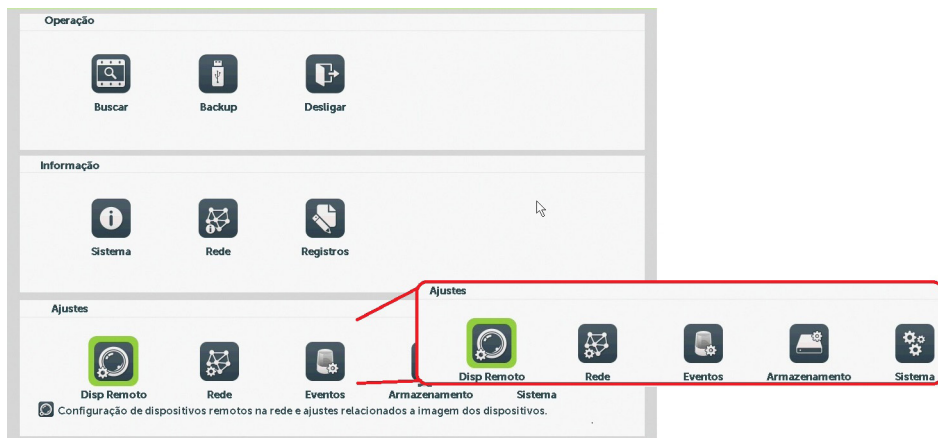 Operação
Buscar Backup Desligar
Informação
Sistema Rede Registros
Ajustes
Disp Remoto Rede Eventos Armazenamento Sistema
Configuração de dispositivos remotos na rede e ajustes relacionados a imagem dos dispositivos.
Ajustes
Disp Remoto Rede Eventos Armazenamento Sistema